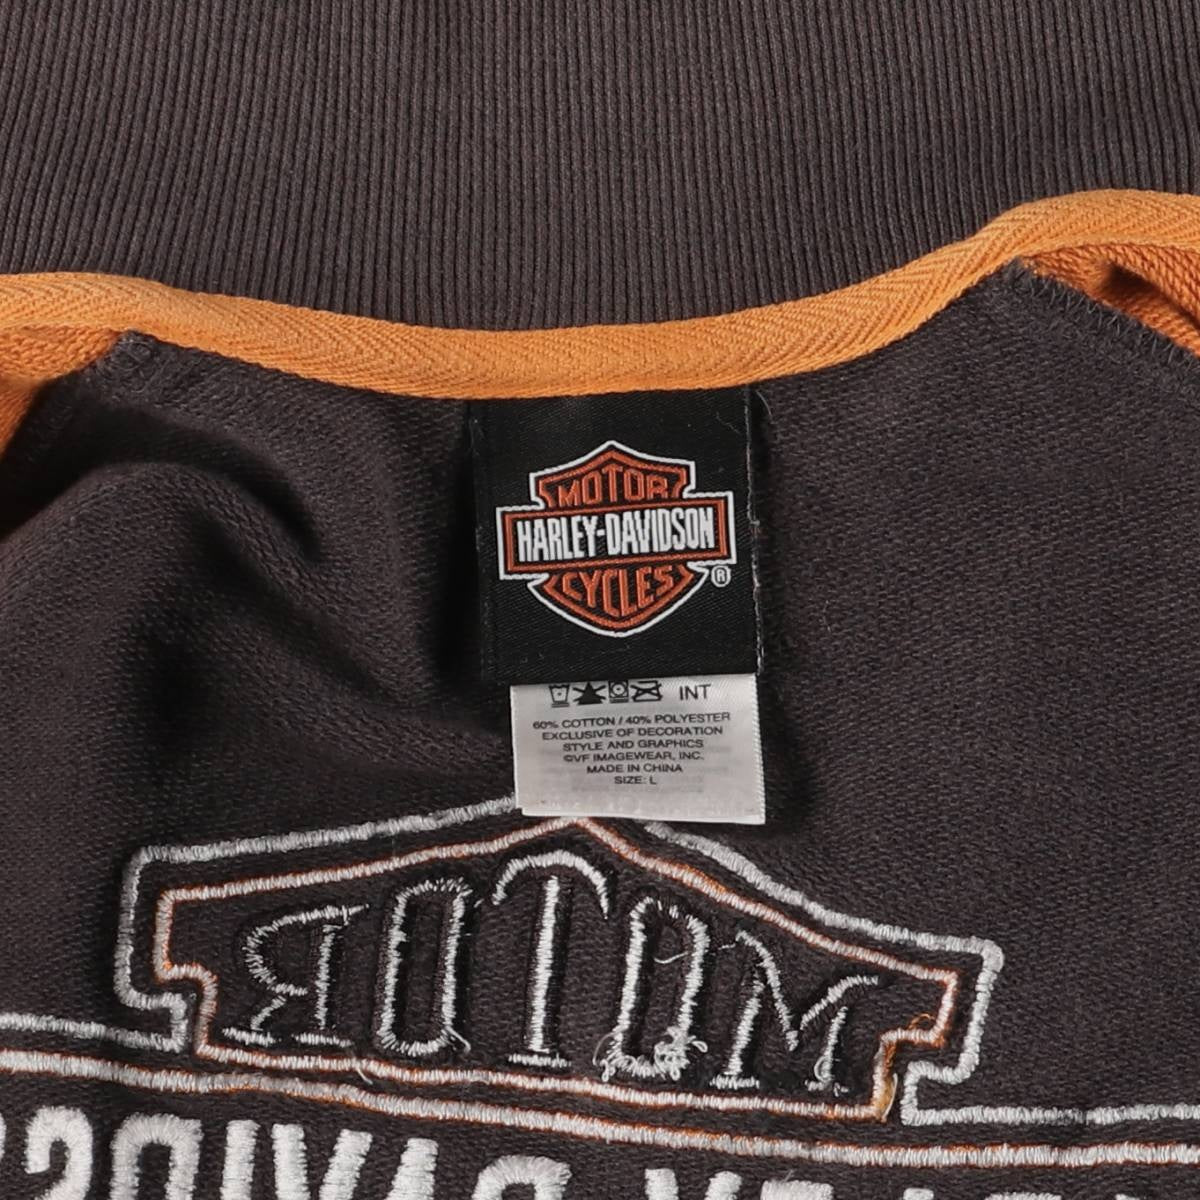 MOTOR
HARLEY-DAVIDSON
CYCLES
®
INT
60% COTTON / 40% POLYESTER
EXCLUSIVE OF DECORATION
STYLE AND GRAPHICS
©VF IMAGEWEAR, INC.
MADE IN CHINA
SIZE: L
MOTOR